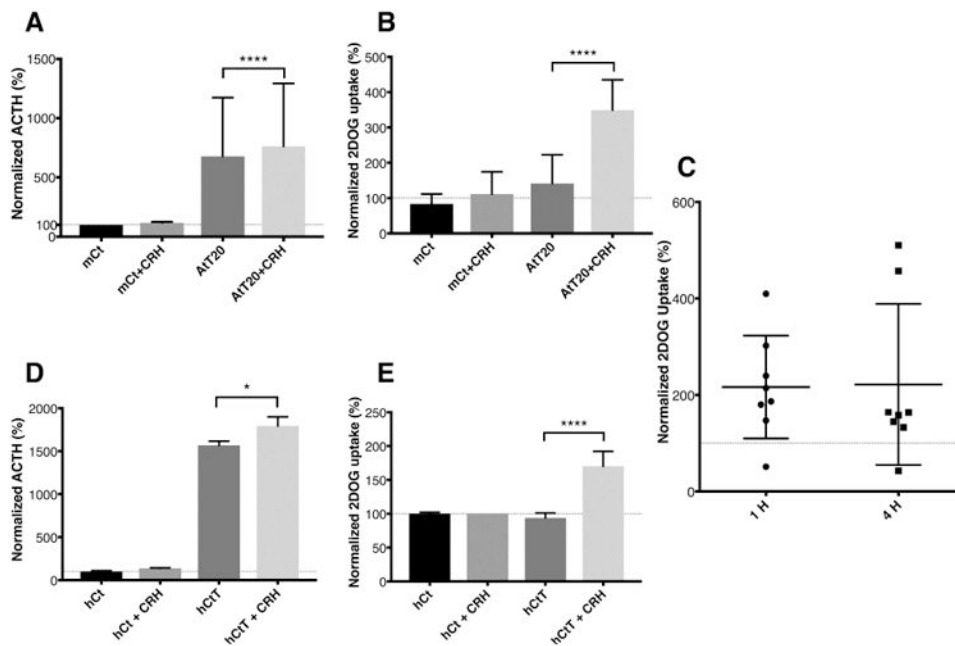 A
Normalized ACTH (%)
1500
1000
500
100
0
****
mCt
mCt+CRH
AtT20
AtT20+CRH
B
Normalized 2DOG uptake (%)
500
400
300
200
100
0
****
mCt
mCt+CRH
AtT20
AtT20+CRH
C
Normalized 2DOG Uptake (%)
600
400
200
0
1 H
4 H
D
Normalized ACTH (%)
2000
1500
1000
500
0
*
hCt
hCt + CRH
hCtT
hCtT + CRH
E
Normalized 2DOG uptake (%)
250
200
150
100
50
0
****
hCt
hCt + CRH
hCtT
hCtT + CRH